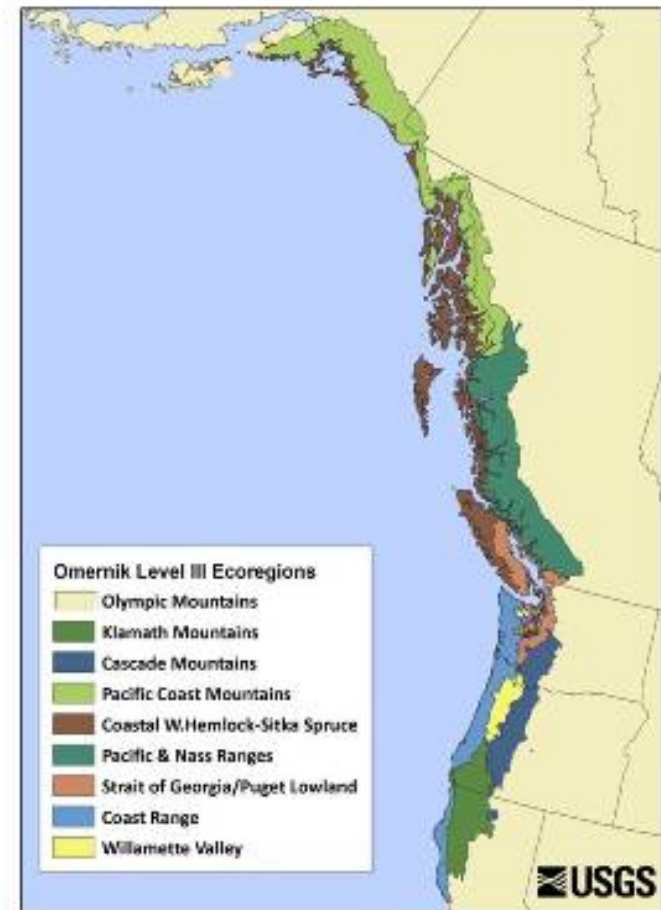 Omernik Level III Ecoregions
Olympic Mountains
Klamath Mountains
Cascade Mountains
Pacific Coast Mountains
Coastal W.Hemlock-Sitka Spruce
Pacific & Nass Ranges
Strait of Georgia/Puget Lowland
Coast Range
Willamette Valley
USGS